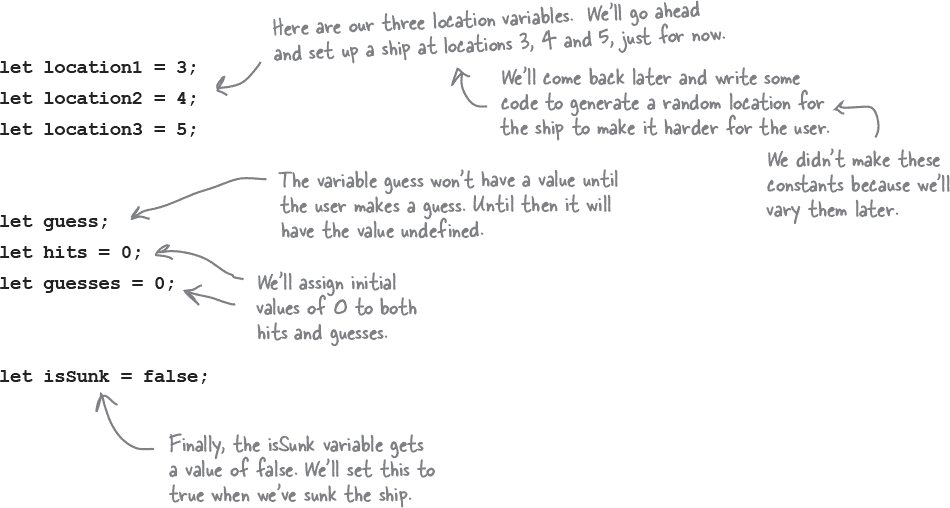 Here are our three location variables. We'll go ahead
and set up a ship at locations 3, 4 and 5, just for now.
let location1 = 3;
let location2 = 4;
let location3 = 5;
We'll come back later and write some
code to generate a random location for
the ship to make it harder for the user.
We didn't make these
constants because we'll
vary them later.
The variable guess won't have a value until
the user makes a guess. Until then it will
have the value undefined.
let guess;
let hits = 0;
let guesses = 0;
We'll assign initial
values of 0 to both
hits and guesses.
let isSunk = false;
Finally, the isSunk variable gets
a value of false. We'll set this to
true when we've sunk the ship.